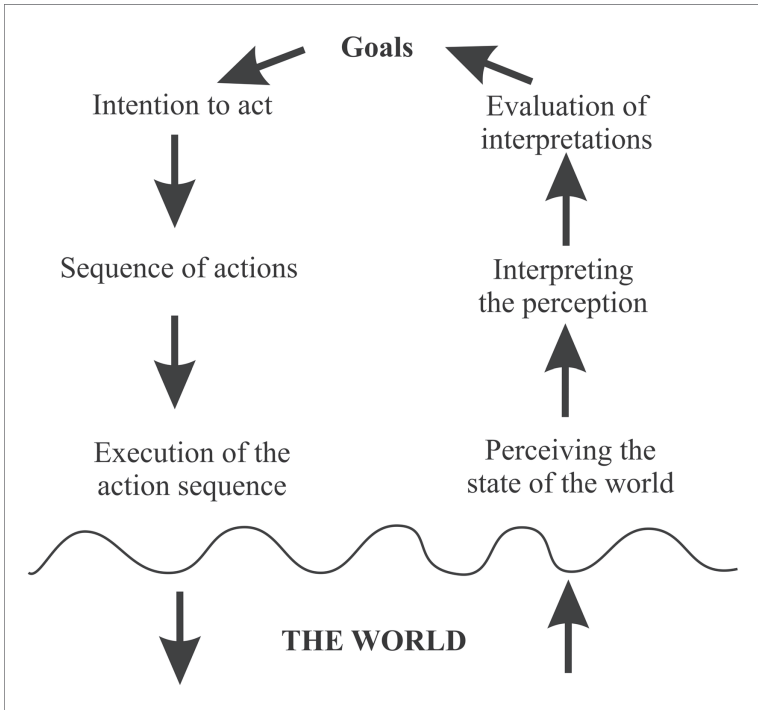 Goals
Intention to act
Evaluation of
interpretations
Sequence of actions
Interpreting
the perception
Execution of the
action sequence
Perceiving the
state of the world
THE WORLD